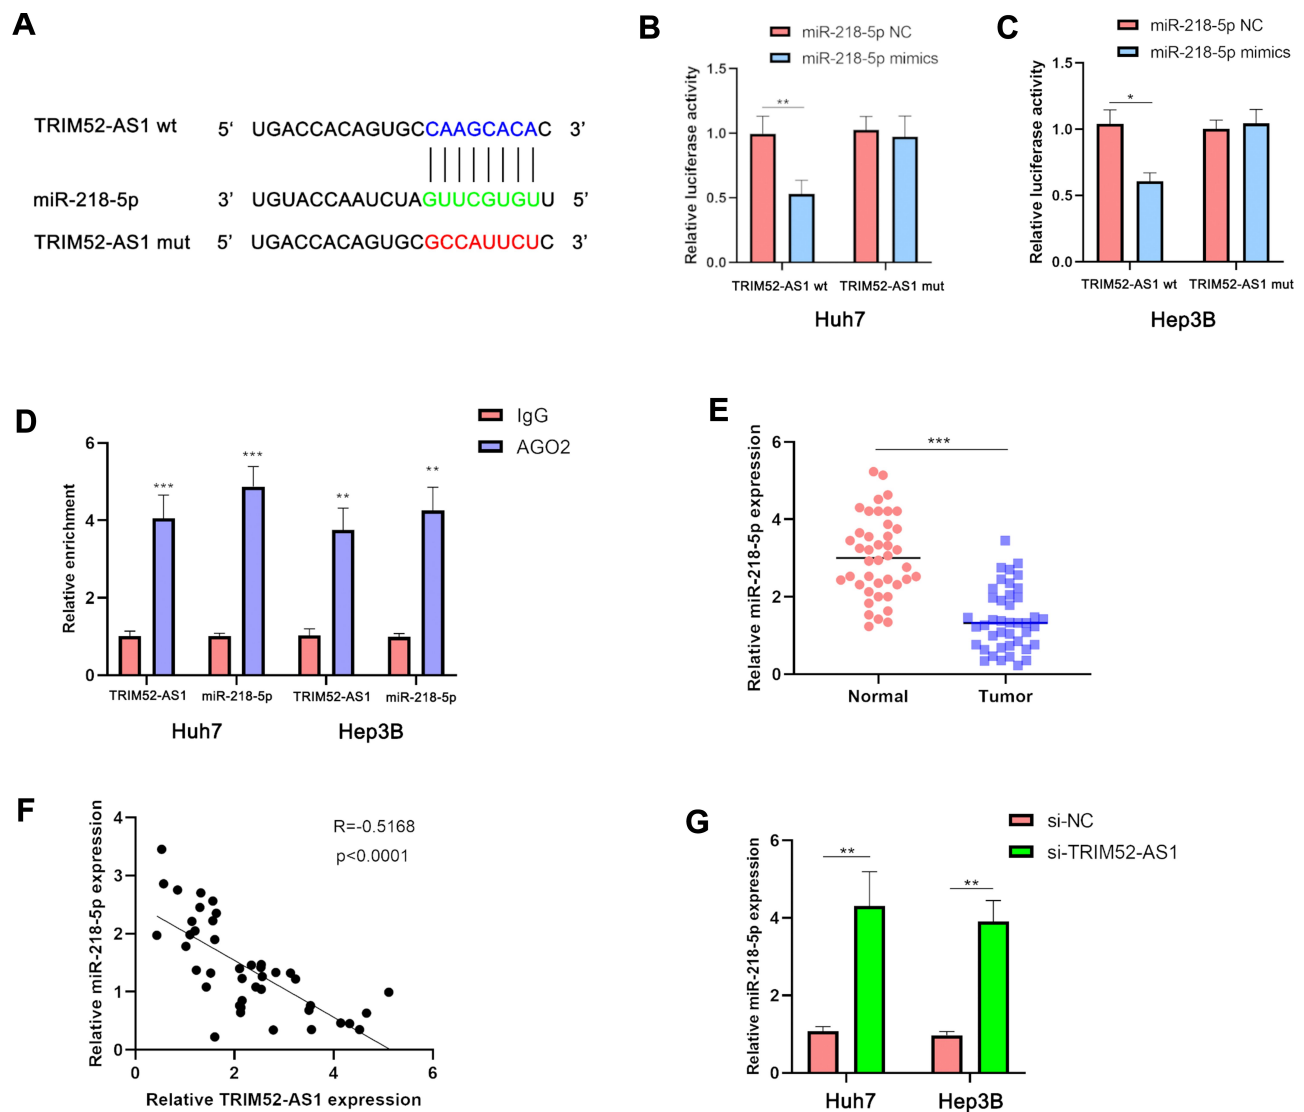 A
TRIM52-AS1 wt 5‘ UGACCACAGUGCCAAGCACAC 3’
miR-218-5p 3’ UGUACCAAUCUAGUUCGUGUU 5’
TRIM52-AS1 mut 5‘ UGACCACAGUGCGCCAUUCUC 3’
B
miR-218-5p NC
miR-218-5p mimics
Relative luciferase activity
1.5
1.0
0.5
0.0
**
TRIM52-AS1 wt TRIM52-AS1 mut
Huh7
C
miR-218-5p NC
miR-218-5p mimics
Relative luciferase activity
1.5
1.0
0.5
0.0
*
TRIM52-AS1 wt TRIM52-AS1 mut
Hep3B
D
IgG
AGO2
Relative enrichment
6
4
2
0
*** *** ** **
TRIM52-AS1 miR-218-5p TRIM52-AS1 miR-218-5p
Huh7 Hep3B
E
Relative miR-218-5p expression
6
4
2
0
***
Normal Tumor
F
Relative miR-218-5p expression
4
3
2
1
0
R=-0.5168
p<0.0001
0 2 4 6
Relative TRIM52-AS1 expression
G
si-NC
si-TRIM52-AS1
Relative miR-218-5p expression
6
4
2
0
** **
Huh7 Hep3B